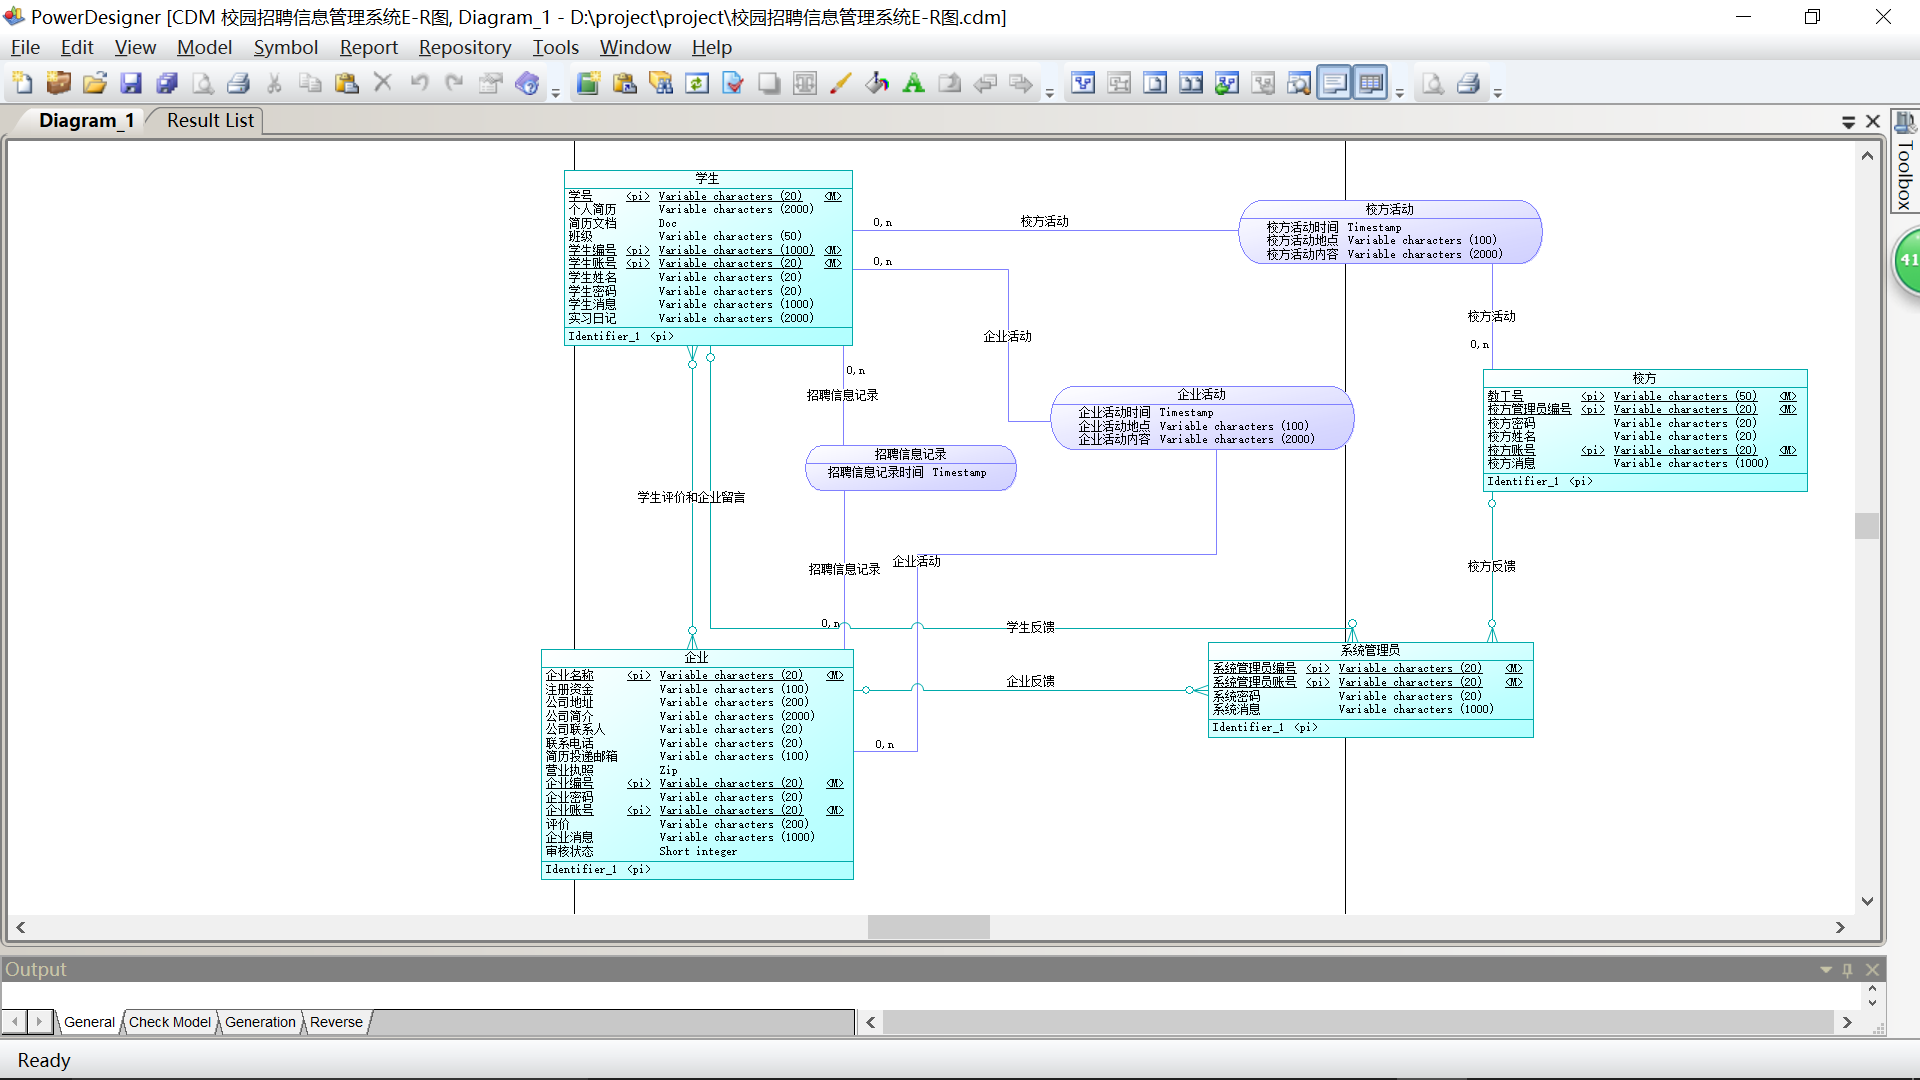 PowerDesigner [CDM 校园招聘信息管理系统E-R图, Diagram_1 - D:\project\project\校园招聘信息管理系统E-R图.cdm]
File Edit View Model Symbol Report Repository Tools Window Help
Diagram_1 Result List
Toolbox
41
学生
学号 <pi> Variable characters (20) <M>
个人简历 Variable characters (2000)
简历文档 Doc
班级 Variable characters (50)
学生编号 <pi> Variable characters (1000) <M>
学生账号 <pi> Variable characters (20) <M>
学生姓名 Variable characters (20)
学生密码 Variable characters (20)
学生消息 Variable characters (1000)
实习日记 Variable characters (2000)
Identifier_1 <pi>
0,n
校方活动
校方活动
校方活动时间 Timestamp
校方活动地点 Variable characters (100)
校方活动内容 Variable characters (2000)
0,n
企业活动
校方活动
0,n
0,n
招聘信息记录
企业活动
企业活动时间 Timestamp
企业活动地点 Variable characters (100)
企业活动内容 Variable characters (2000)
校方
教工号 <pi> Variable characters (50) <M>
校方管理员编号 <pi> Variable characters (20) <M>
校方密码 Variable characters (20)
校方姓名 Variable characters (20)
校方账号 <pi> Variable characters (20) <M>
校方消息 Variable characters (1000)
Identifier_1 <pi>
招聘信息记录
招聘信息记录时间 Timestamp
学生评价和企业留言
招聘信息记录
企业活动
校方反馈
0,n
学生反馈
企业
企业名称 <pi> Variable characters (20) <M>
注册资金 Variable characters (100)
公司地址 Variable characters (200)
公司简介 Variable characters (2000)
公司联系人 Variable characters (20)
联系电话 Variable characters (20)
简历投递邮箱 Variable characters (100)
营业执照 Zip
企业编号 <pi> Variable characters (20) <M>
企业密码 Variable characters (20)
企业账号 <pi> Variable characters (20) <M>
评价 Variable characters (200)
企业消息 Variable characters (1000)
审核状态 Short integer
Identifier_1 <pi>
企业反馈
0,n
系统管理员
系统管理员编号 <pi> Variable characters (20) <M>
系统管理员账号 <pi> Variable characters (20) <M>
系统密码 Variable characters (20)
系统消息 Variable characters (1000)
Identifier_1 <pi>
Output
General Check Model Generation Reverse
Ready